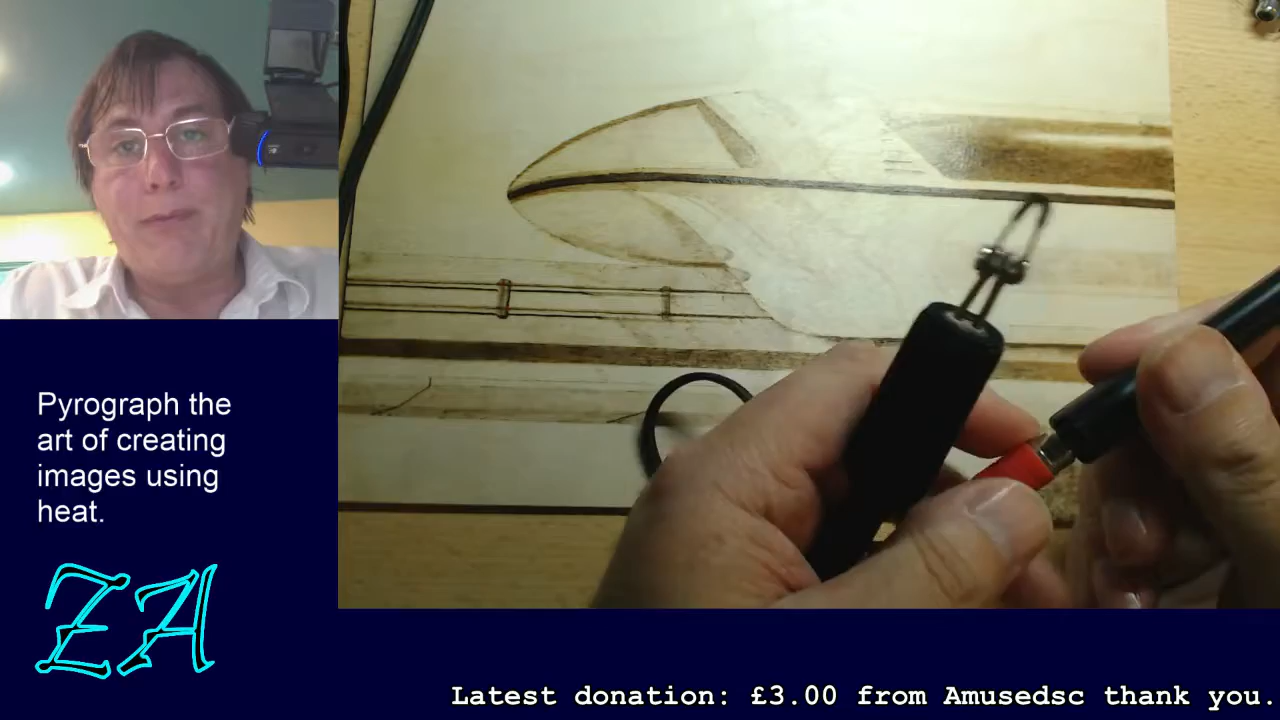 Pyrograph the
art of creating
images using
heat.
ZA
Latest donation: £3.00 from Amusedsc thank you.